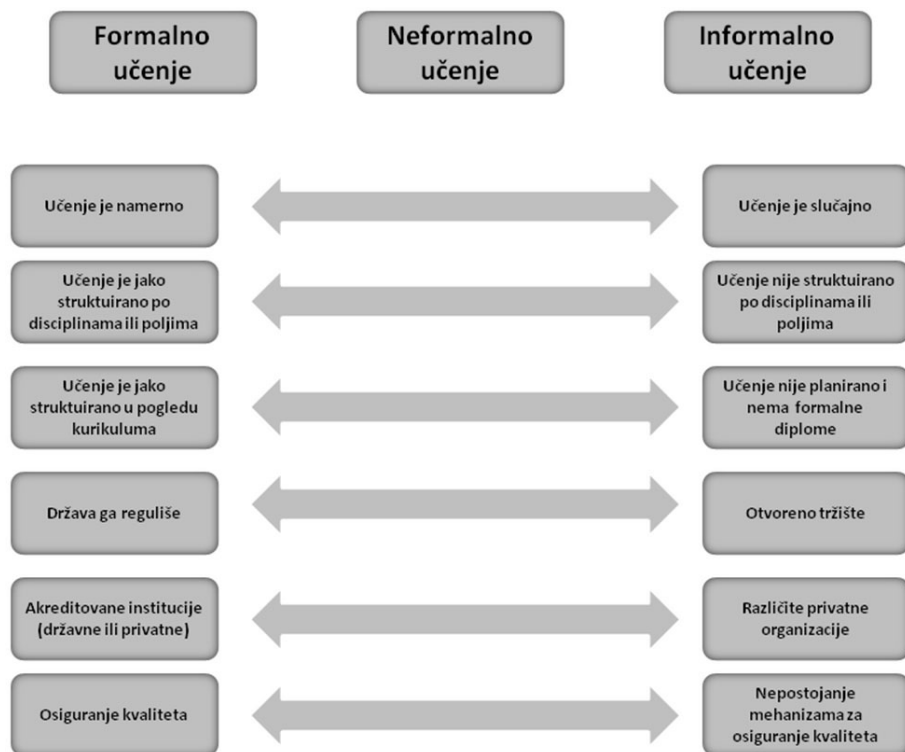 Formalno
učenje
Neformalno
učenje
Informalno
učenje
Učenje je namerno
Učenje je slučajno
Učenje je jako
struktuirano po
disciplinama ili poljima
Učenje nije struktuirano
po disciplinama ili
poljima
Učenje je jako
struktuirano u pogledu
kurikuluma
Učenje nije planirano i
nema formalne
diplome
Država ga reguliše
Otvoreno tržište
Akreditovane institucije
(državne ili privatne)
Različite privatne
organizacije
Osiguranje kvaliteta
Nepostojanje
mehanizama za
osiguranje kvaliteta